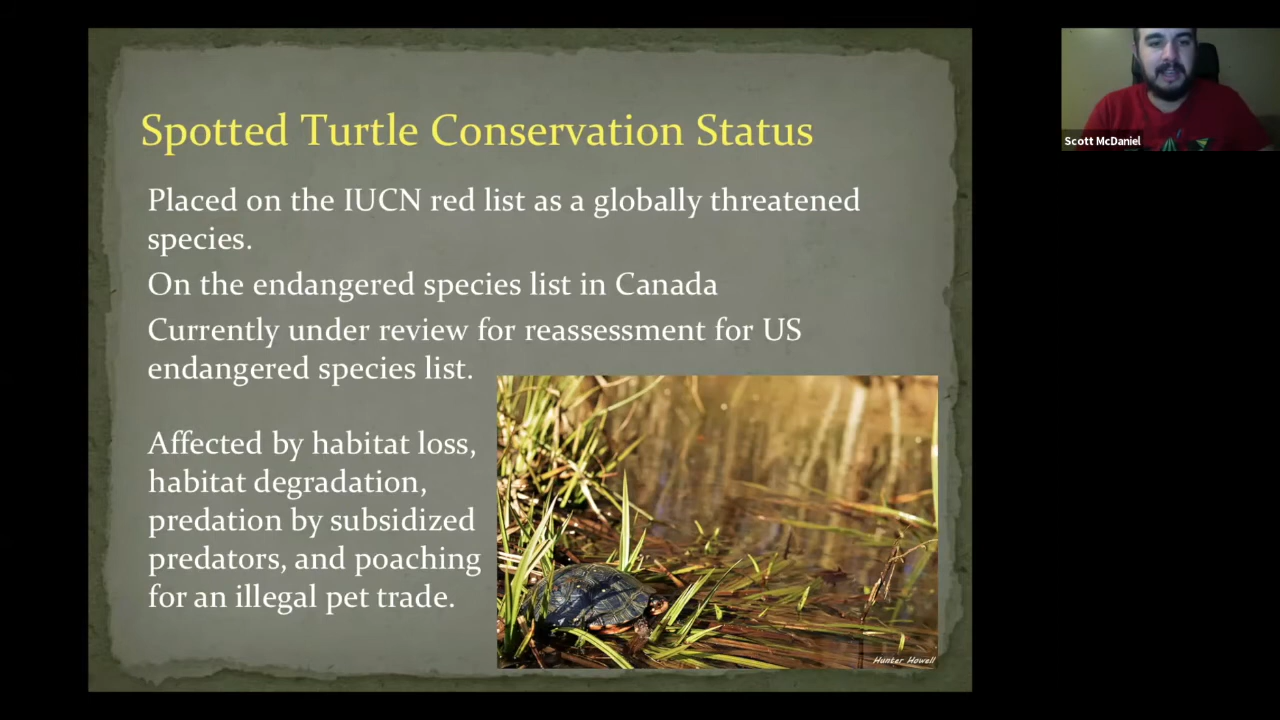 Spotted Turtle Conservation Status
Placed on the IUCN red list as a globally threatened
species.
On the endangered species list in Canada
Currently under review for reassessment for US
endangered species list.
Affected by habitat loss,
habitat degradation,
predation by subsidized
predators, and poaching
for an illegal pet trade.
Hunter Howell
Scott McDaniel